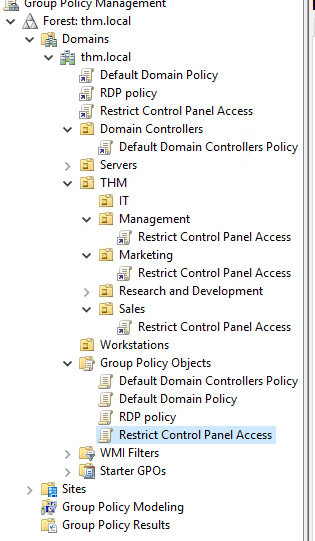 Group Policy Management
Forest: thm.local
Domains
thm.local
Default Domain Policy
RDP policy
Restrict Control Panel Access
Domain Controllers
Default Domain Controllers Policy
Servers
THM
IT
Management
Restrict Control Panel Access
Marketing
Restrict Control Panel Access
Research and Development
Sales
Restrict Control Panel Access
Workstations
Group Policy Objects
Default Domain Controllers Policy
Default Domain Policy
RDP policy
Restrict Control Panel Access
WMI Filters
Starter GPOs
Sites
Group Policy Modeling
Group Policy Results